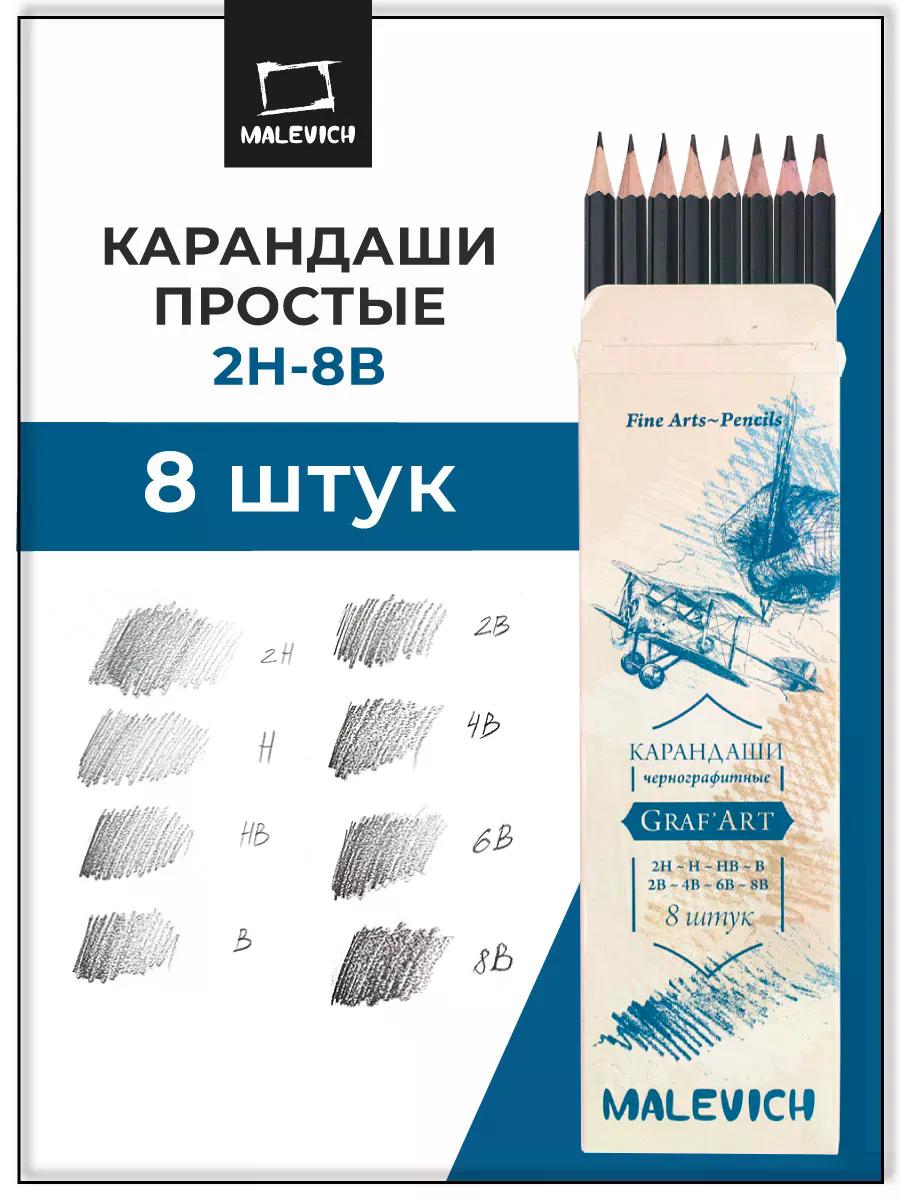 MALEVICH
КАРАНДАШИ
ПРОСТЫЕ
2H-8B
8 штук
2H
H
HB
B
2B
4B
6B
8B
Fine Arts~Pencils
КАРАНДАШИ
чернографитные
GRAF'ART
2H ~ H ~ HB ~ B
2B ~ 4B ~ 6B ~ 8B
8 штук
MALEVICH